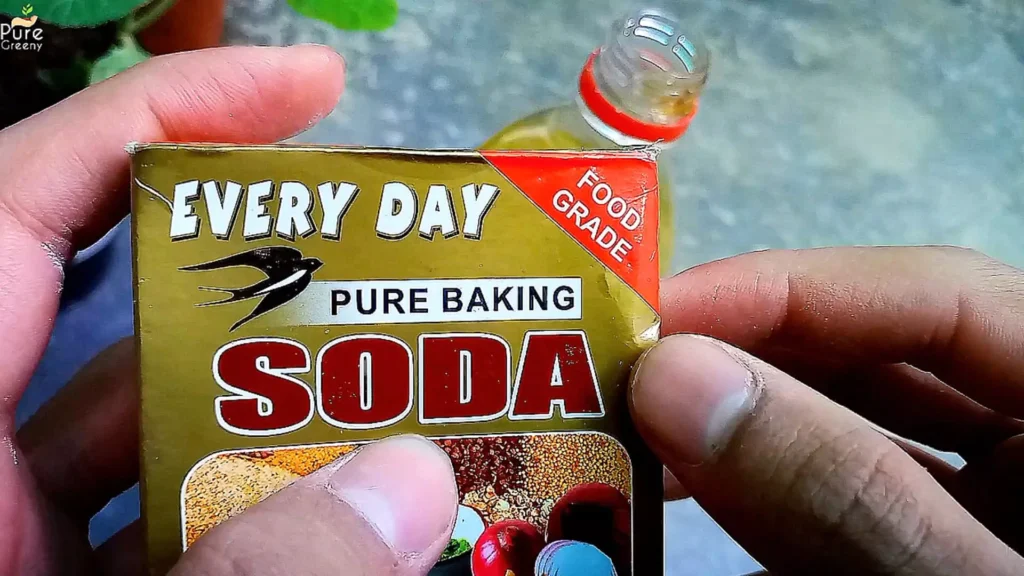 Pure
Greeny
EVERY DAY
FOOD
GRADE
PURE BAKING
SODA